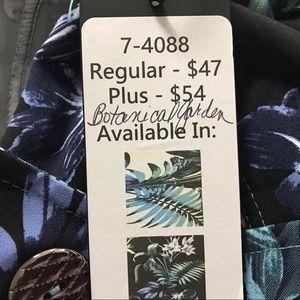 7-4088
Regular - $47
Plus - $54
Botanical Garden
Available In: